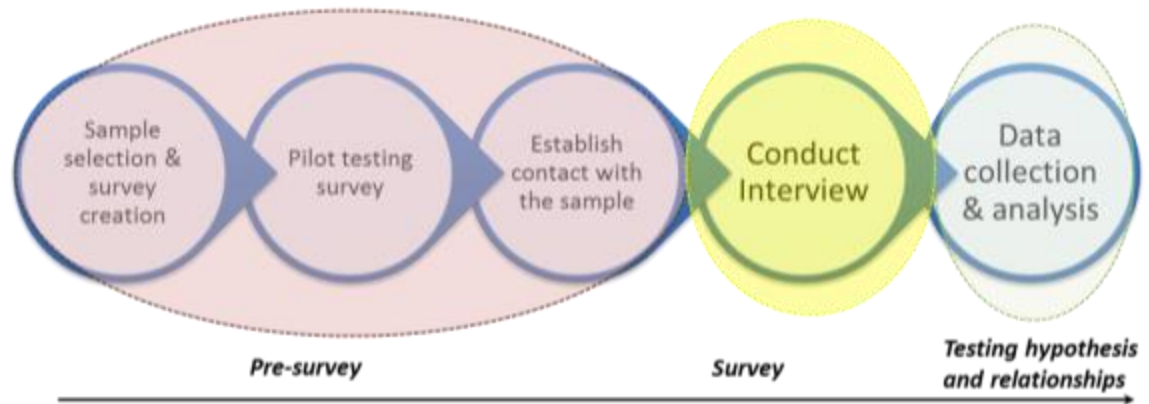 Sample
selection &
survey
creation
Pilot testing
survey
Establish
contact with
the sample
Conduct
Interview
Data
collection
& analysis
Pre-survey
Survey
Testing hypothesis
and relationships